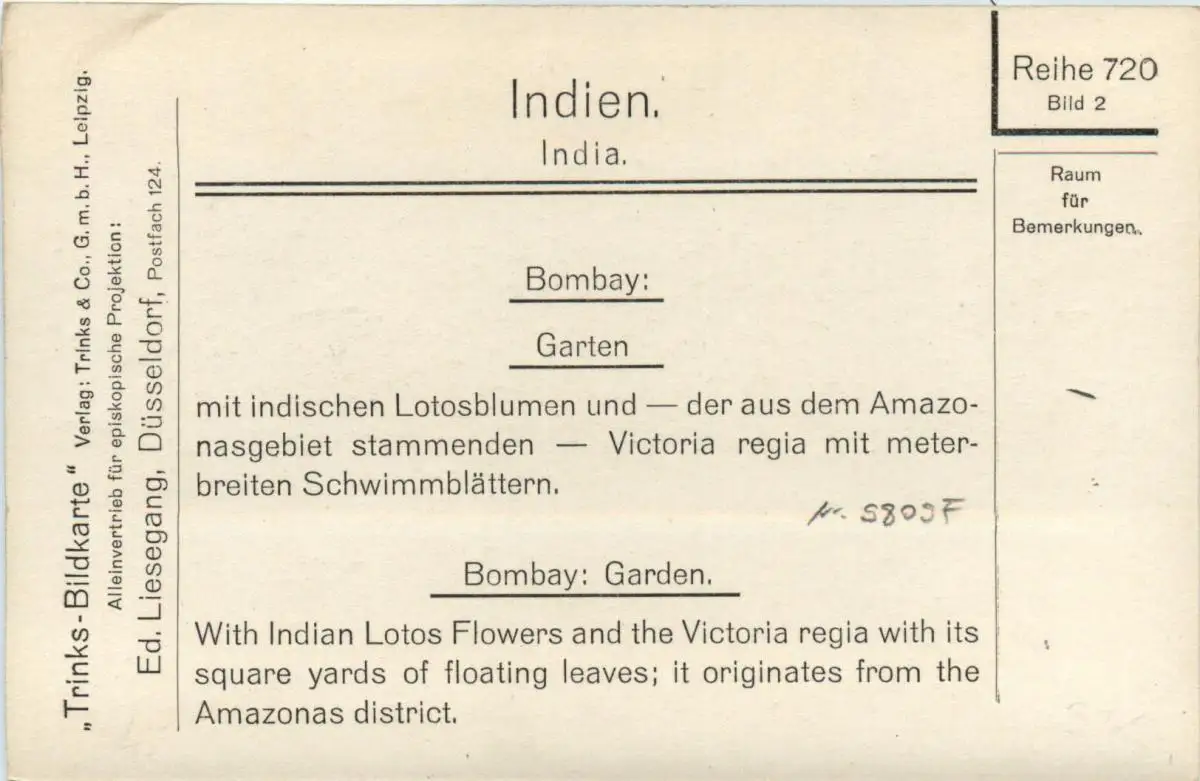 „Trinks-Bildkarte“ Verlag: Trinks & Co., G. m. b. H., Leipzig.
Alleinvertrieb für episkopische Projektion:
Ed. Liesegang, Düsseldorf, Postfach 124.
Indien.
India.
Reihe 720
Bild 2
Raum
für
Bemerkungen.
Bombay:
Garten
mit indischen Lotosblumen und — der aus dem Amazo-
nasgebiet stammenden — Victoria regia mit meter-
breiten Schwimmblättern.
Bombay: Garden.
With Indian Lotos Flowers and the Victoria regia with its
square yards of floating leaves; it originates from the
Amazonas district.